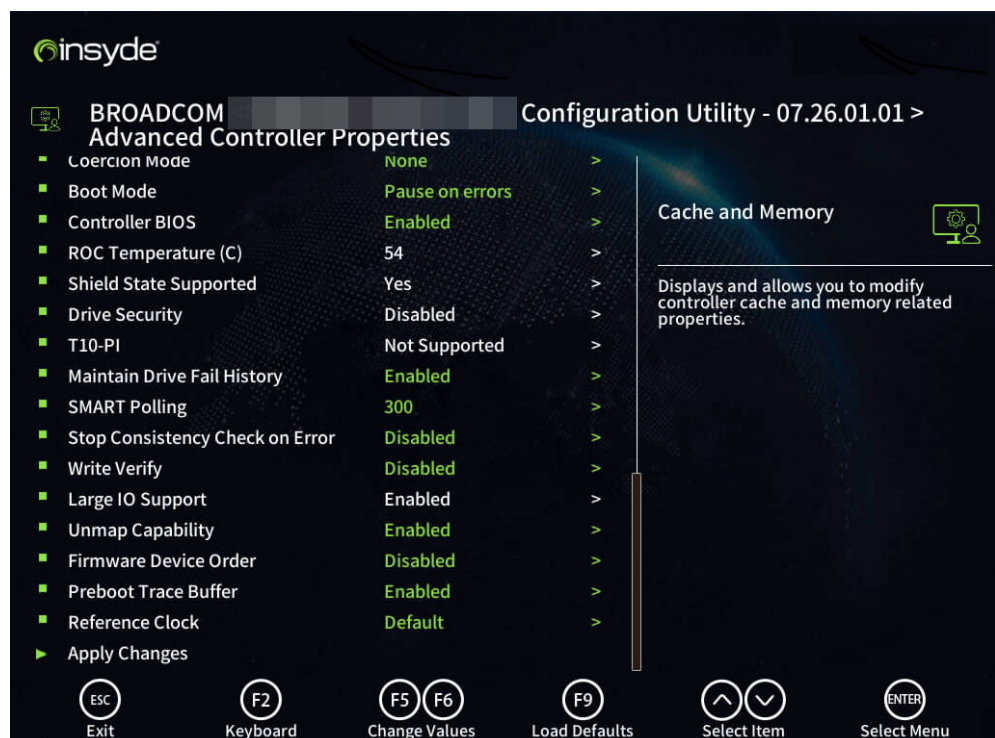 insyde
BROADCOM Configuration Utility - 07.26.01.01 >
Advanced Controller Properties
Coercion Mode None >
Boot Mode Pause on errors >
Controller BIOS Enabled >
ROC Temperature (C) 54 >
Shield State Supported Yes >
Drive Security Disabled >
T10-PI Not Supported >
Maintain Drive Fail History Enabled >
SMART Polling 300 >
Stop Consistency Check on Error Disabled >
Write Verify Disabled >
Large IO Support Enabled >
Unmap Capability Enabled >
Firmware Device Order Disabled >
Preboot Trace Buffer Enabled >
Reference Clock Default >
Apply Changes
Cache and Memory
Displays and allows you to modify
controller cache and memory related
properties.
ESC F2 F5 F6 F9 ENTER
Exit Keyboard Change Values Load Defaults Select Item Select Menu